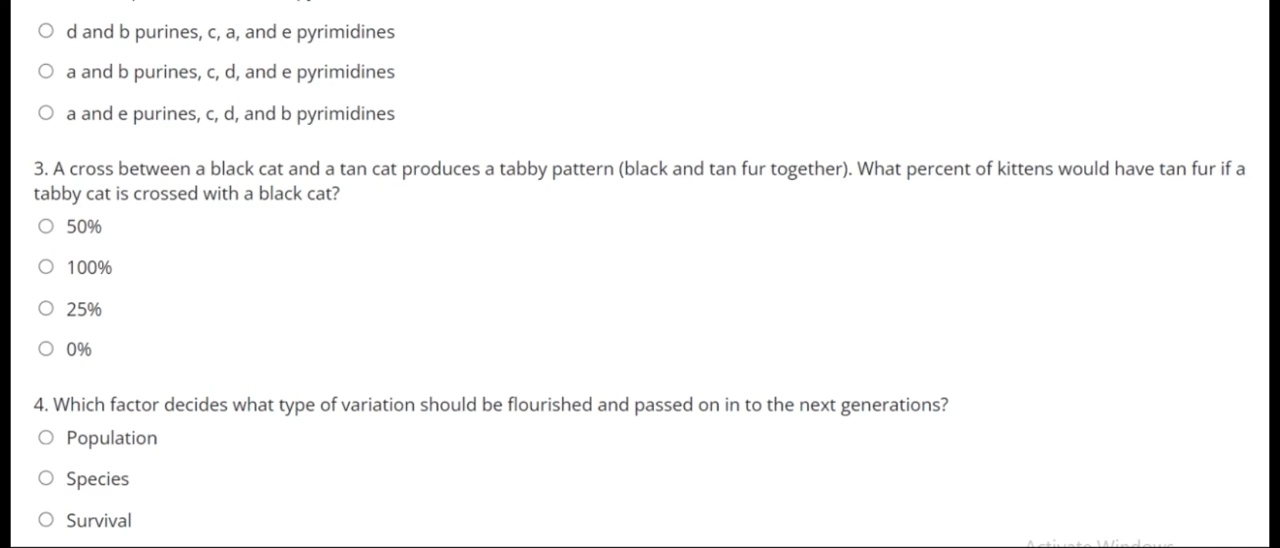 d and b purines, c, a, and e pyrimidines
a and b purines, c, d, and e pyrimidines
a and e purines, c, d, and b pyrimidines
3. A cross between a black cat and a tan cat produces a tabby pattern (black and tan fur together). What percent of kittens would have tan fur if a
tabby cat is crossed with a black cat?
50%
100%
25%
0%
4. Which factor decides what type of variation should be flourished and passed on in to the next generations?
Population
Species
Survival
Activate Windows